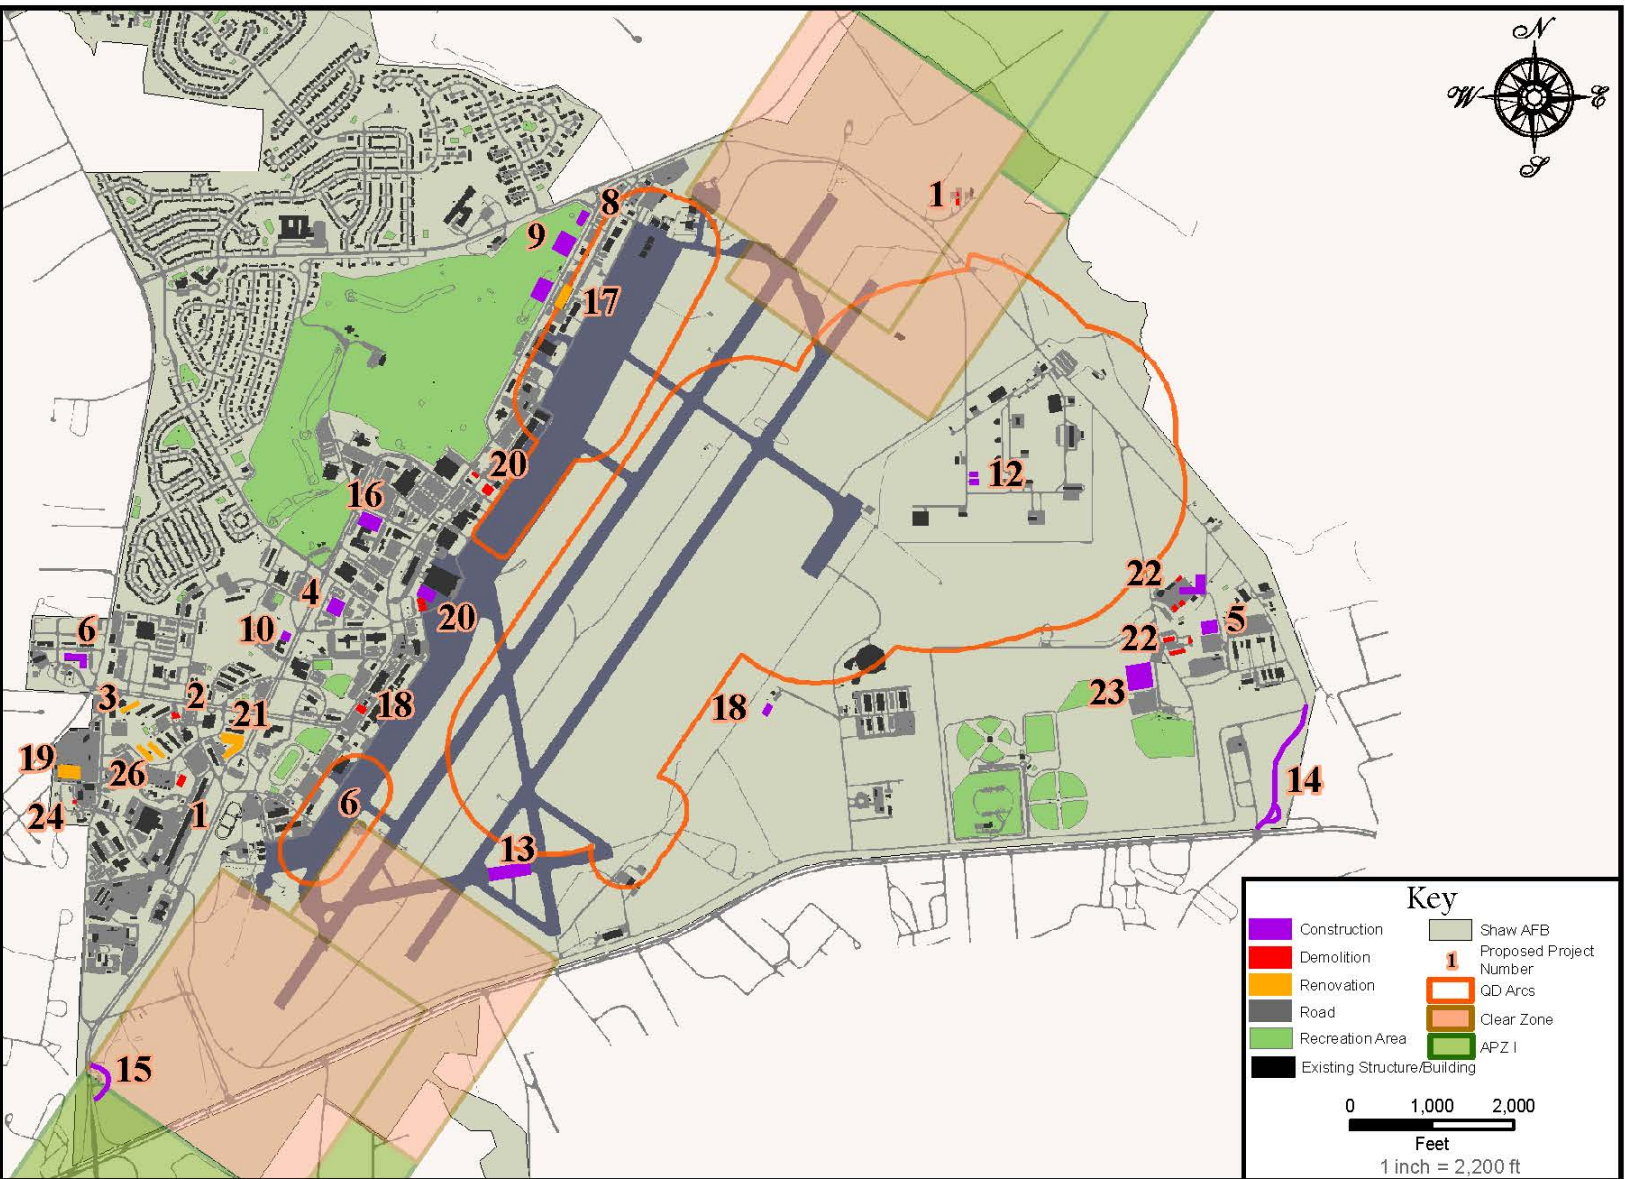 N
W
E
S
1
8
9
17
20
16
12
4
20
22
10
5
6
22
3
2
23
21
18
18
19
26
14
6
24
1
13
15
Key
Construction
Demolition
Renovation
Road
Recreation Area
Existing Structure/Building
Shaw AFB
1 Proposed Project
Number
QD Arcs
Clear Zone
APZ I
0 1,000 2,000
Feet
1 inch = 2,200 ft